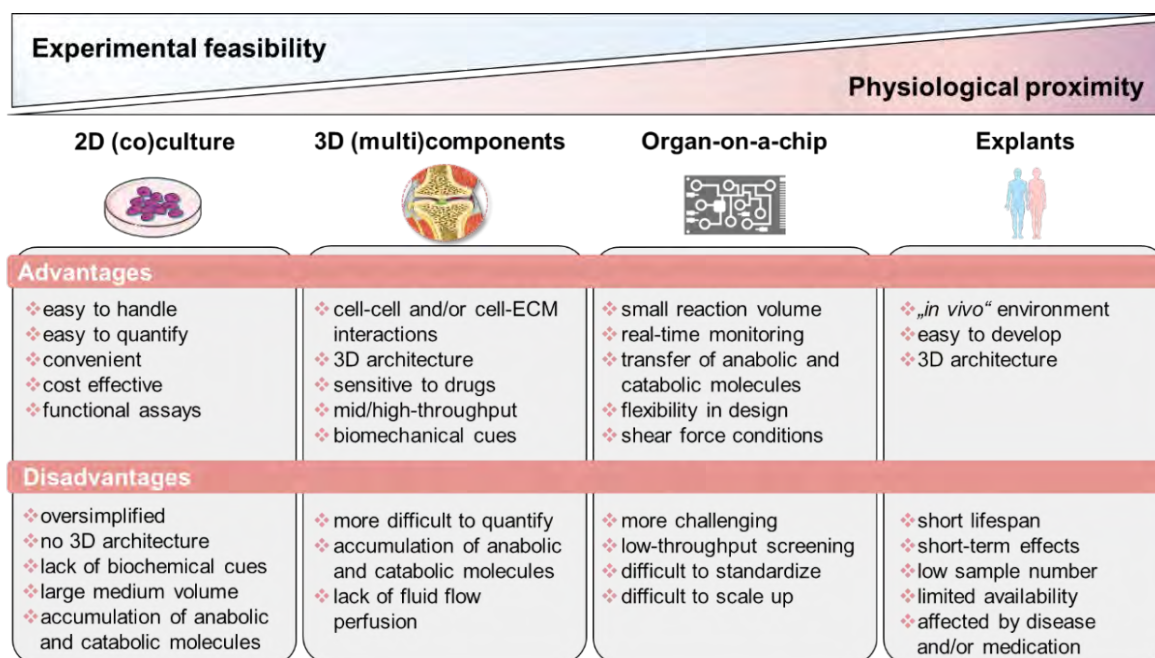 Experimental feasibility
Physiological proximity
2D (co)culture
3D (multi)components
Organ-on-a-chip
Explants
Advantages
❖easy to handle
❖easy to quantify
❖convenient
❖cost effective
❖functional assays
❖cell-cell and/or cell-ECM
interactions
❖3D architecture
❖sensitive to drugs
❖mid/high-throughput
❖biomechanical cues
❖small reaction volume
❖real-time monitoring
❖transfer of anabolic and
catabolic molecules
❖flexibility in design
❖shear force conditions
❖„in vivo“ environment
❖easy to develop
❖3D architecture
Disadvantages
❖oversimplified
❖no 3D architecture
❖lack of biochemical cues
❖large medium volume
❖accumulation of anabolic
and catabolic molecules
❖more difficult to quantify
❖accumulation of anabolic
and catabolic molecules
❖lack of fluid flow
perfusion
❖more challenging
❖low-throughput screening
❖difficult to standardize
❖difficult to scale up
❖short lifespan
❖short-term effects
❖low sample number
❖limited availability
❖affected by disease
and/or medication